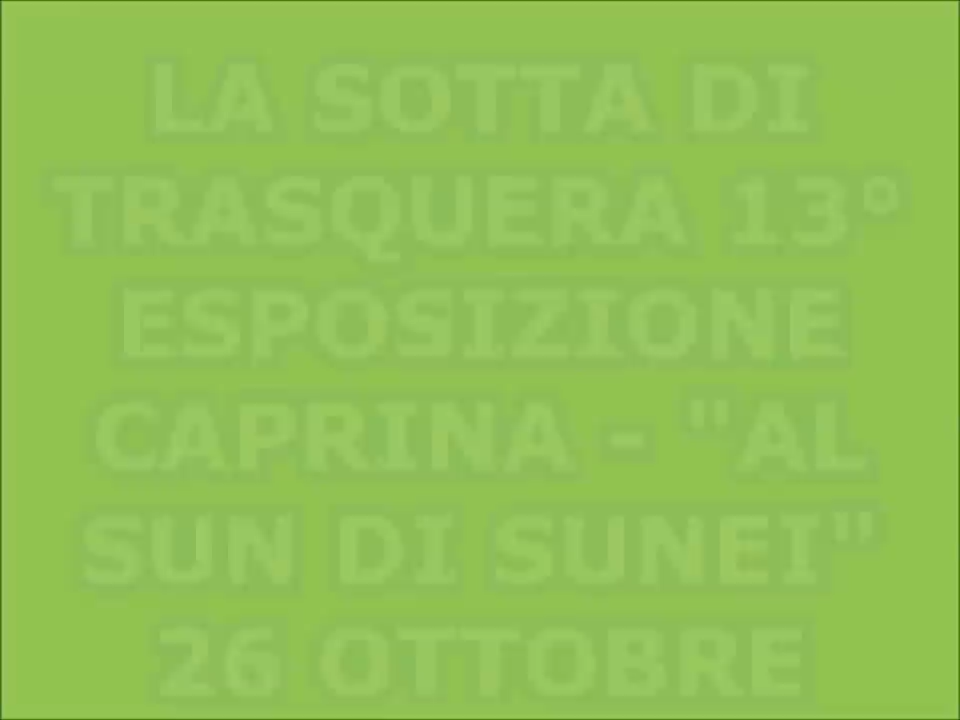 LA SOTTA DI
TRASQUERA 13°
ESPOSIZIONE
CAPRINA - "AL
SUN DI SUNEI"
26 OTTOBRE